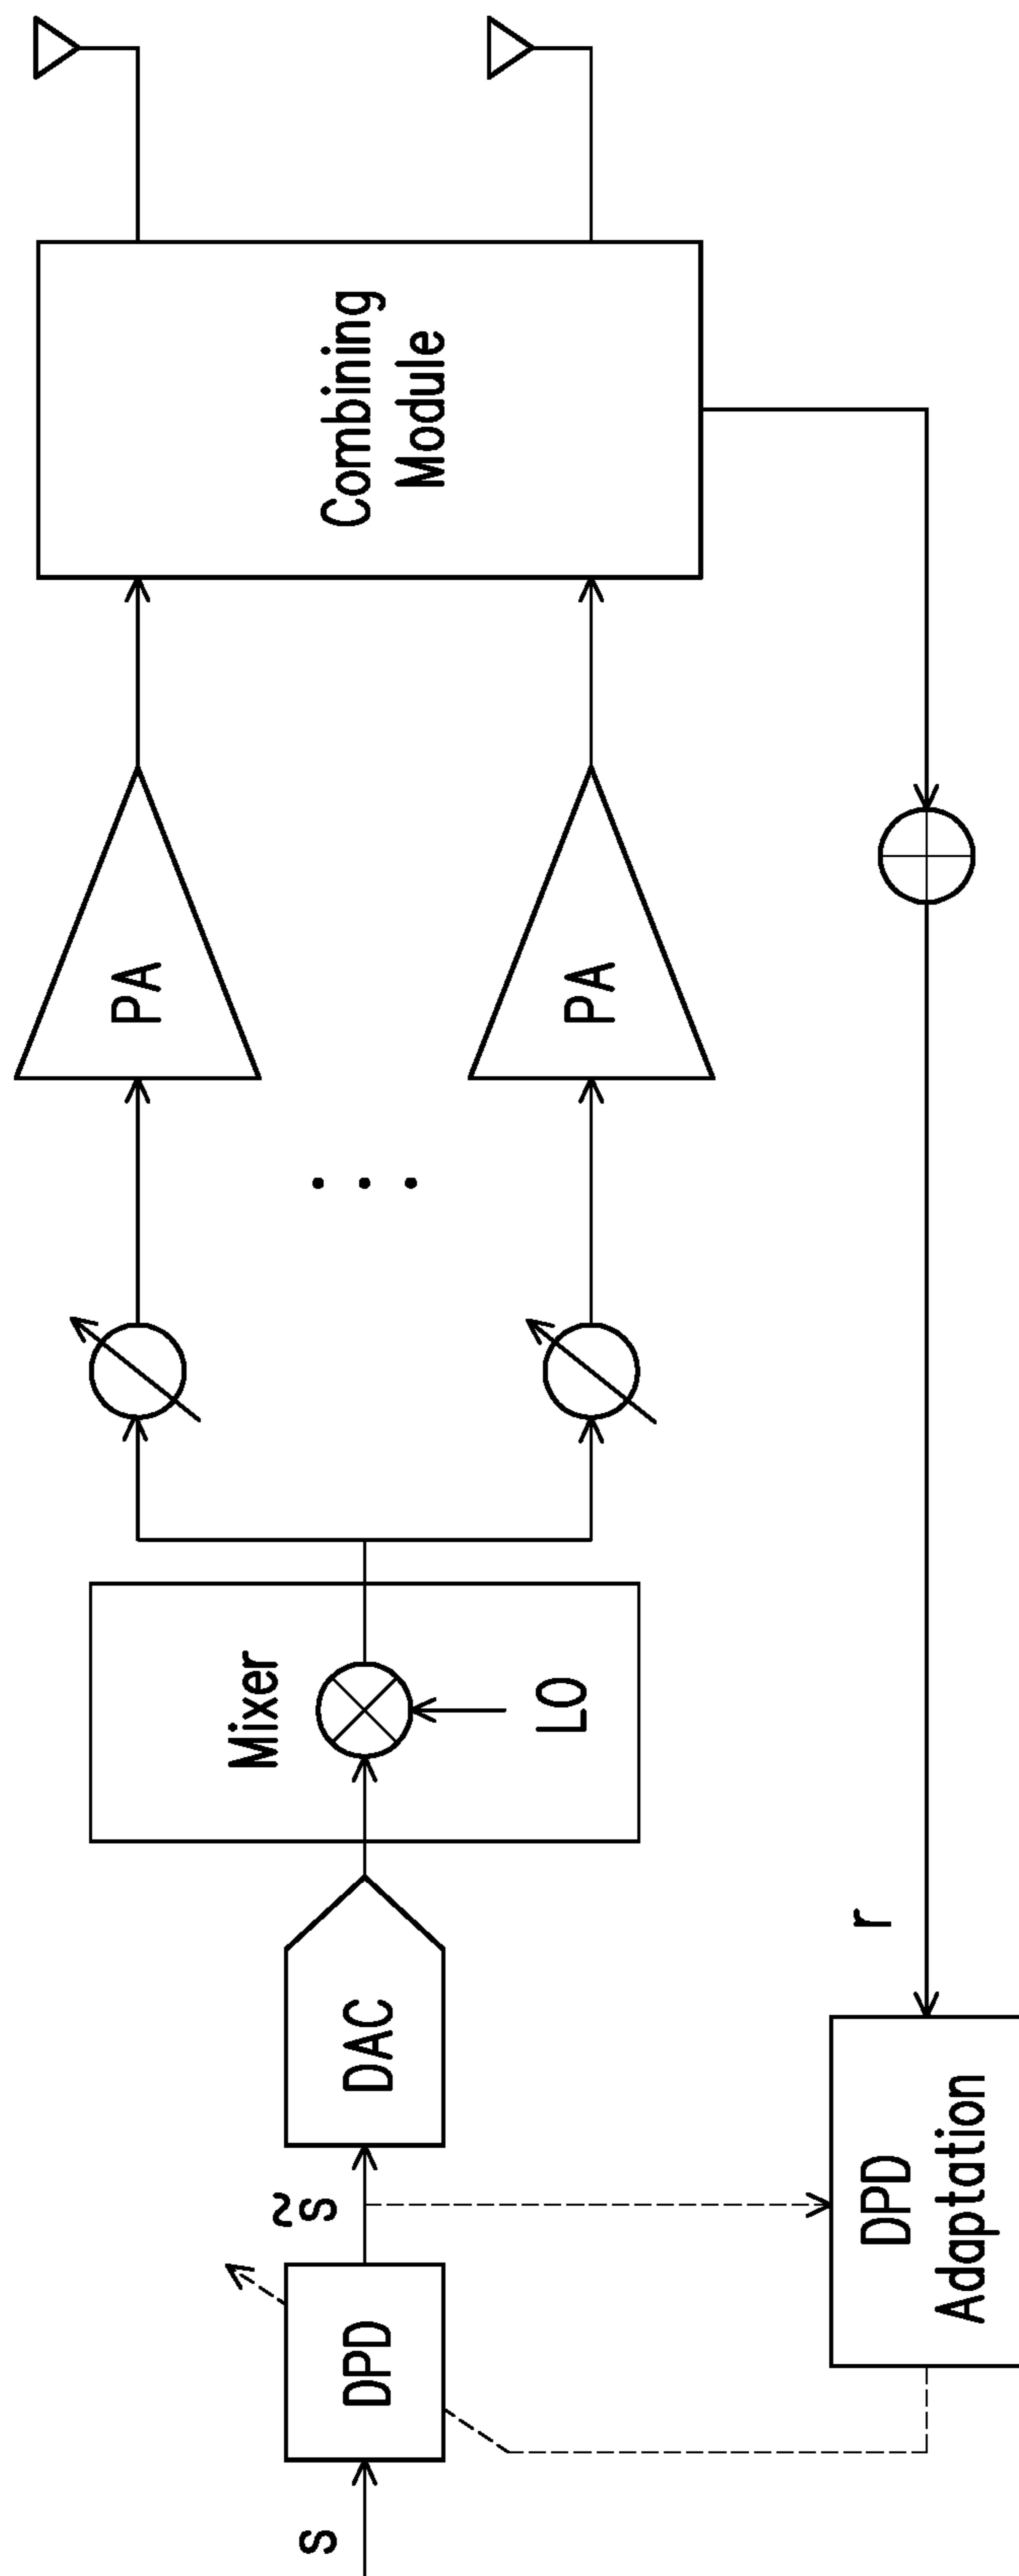 s
DPD
s̃
DAC
Mixer
LO
PA
PA
. . .
Combining
Module
r
DPD
Adaptation